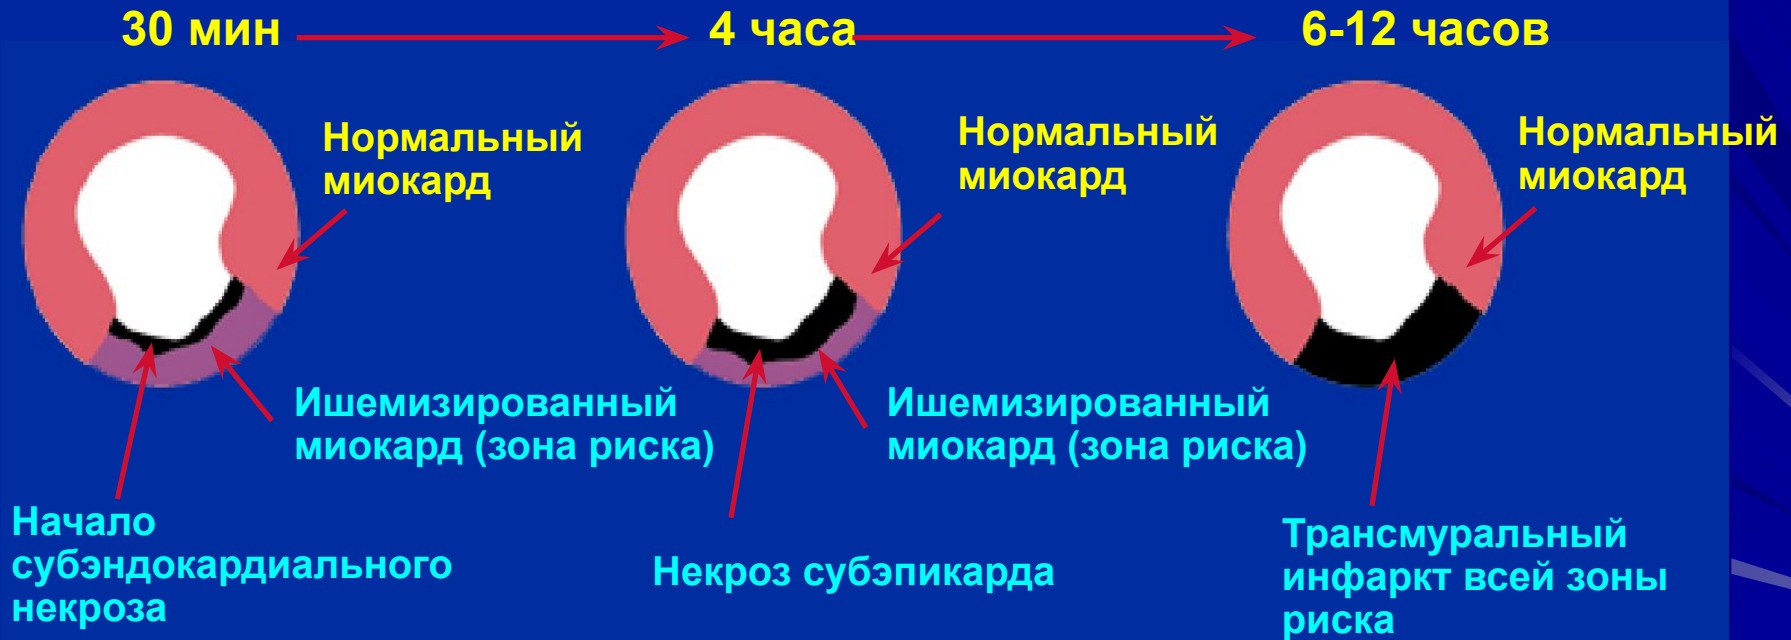 30 мин
4 часа
6-12 часов
Нормальный
миокард
Нормальный
миокард
Нормальный
миокард
Ишемизированный
миокард (зона риска)
Ишемизированный
миокард (зона риска)
Начало
субэндокардиального
некроза
Некроз субэпикарда
Трансмуральный
инфаркт всей зоны
риска